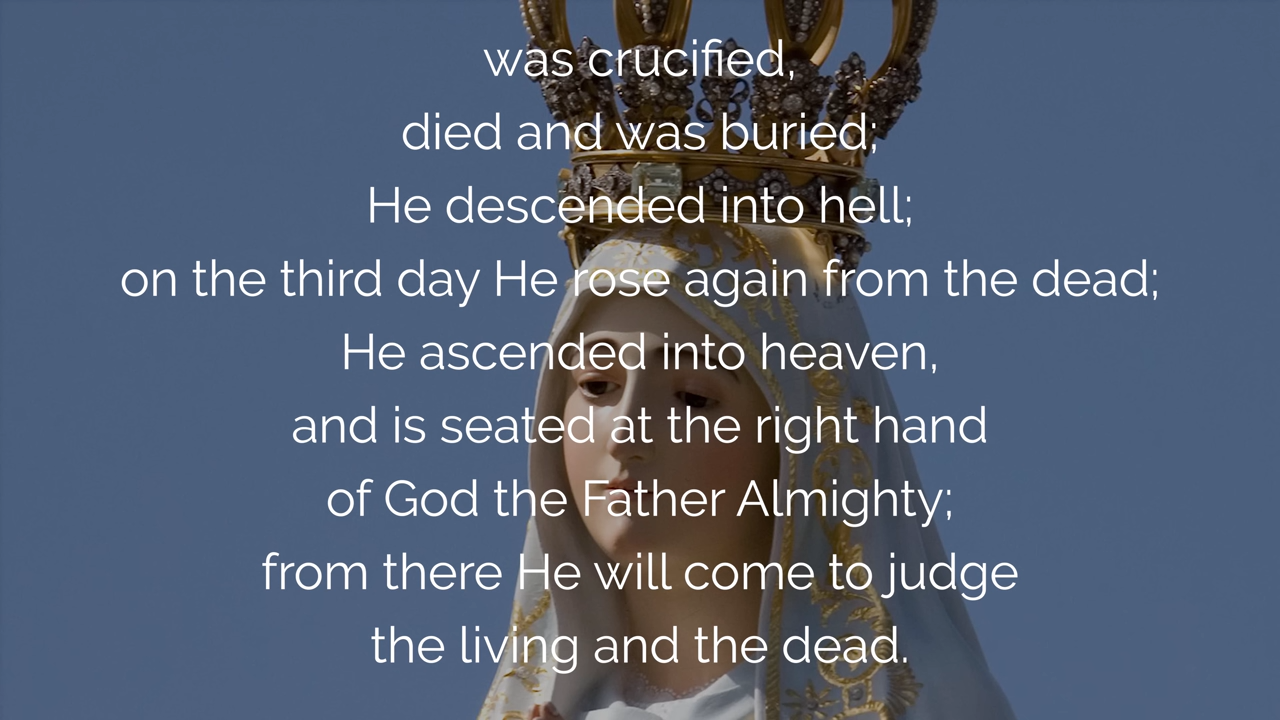 was crucified,
died and was buried;
He descended into hell;
on the third day He rose again from the dead;
He ascended into heaven,
and is seated at the right hand
of God the Father Almighty;
from there He will come to judge
the living and the dead.